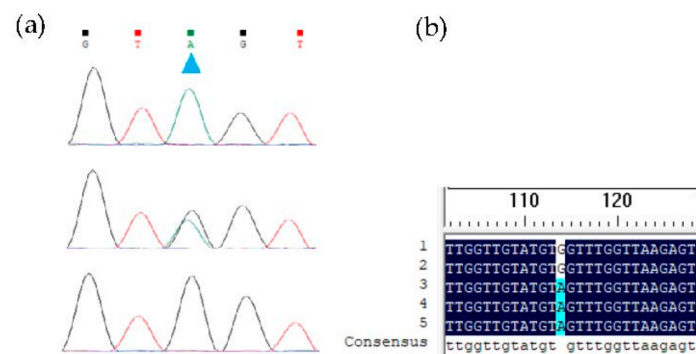 (a)
G T A G T
(b)
110 120
1 TTGGTTGTATGTGGTTTGGTTAAGAGT
2 TTGGTTGTATGTGGTTTGGTTAAGAGT
3 TTGGTTGTATGTAGTTTGGTTAAGAGT
4 TTGGTTGTATGTAGTTTGGTTAAGAGT
5 TTGGTTGTATGTAGTTTGGTTAAGAGT
Consensus ttggttgtatgt gtttggttaagagt